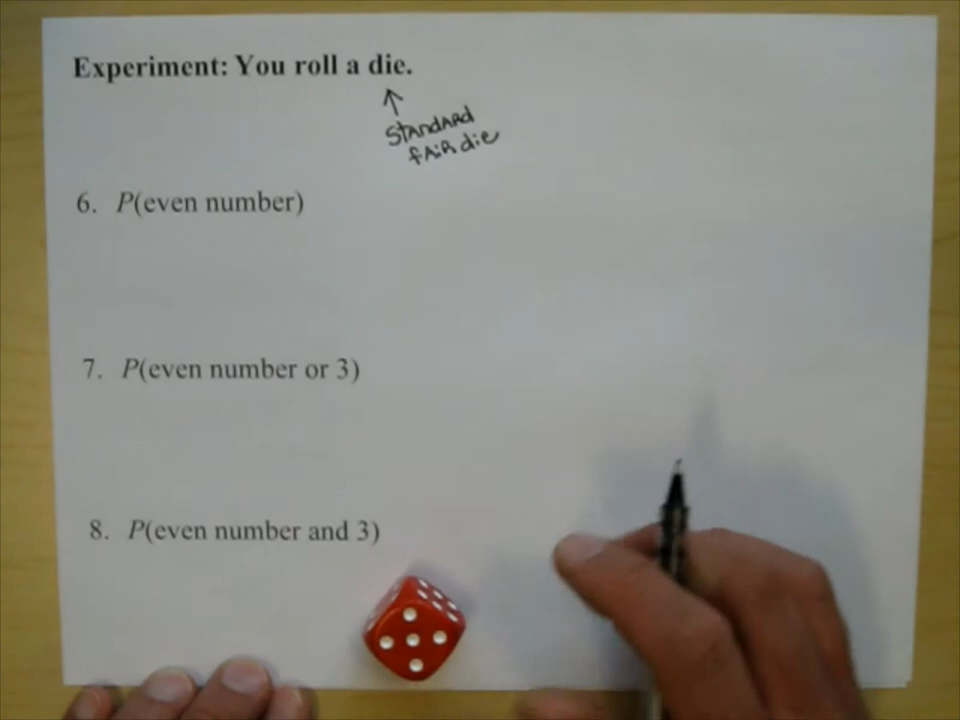 Experiment: You roll a die.
↑
STANDARD
fAiR die
6. P(even number)
7. P(even number or 3)
8. P(even number and 3)